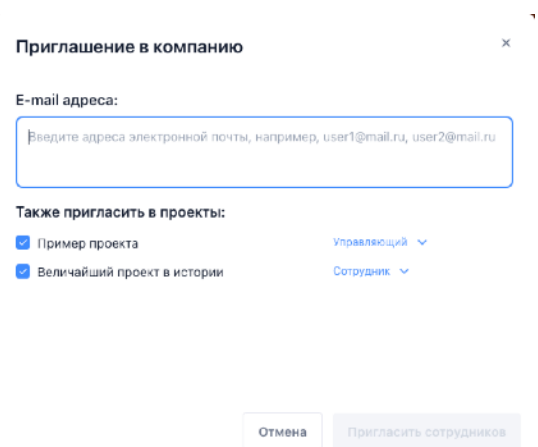 Приглашение в компанию
E-mail адреса:
Введите адреса электронной почты, например, user1@mail.ru, user2@mail.ru
Также пригласить в проекты:
Пример проекта Управляющий
Величайший проект в истории Сотрудник
Отмена Пригласить сотрудников